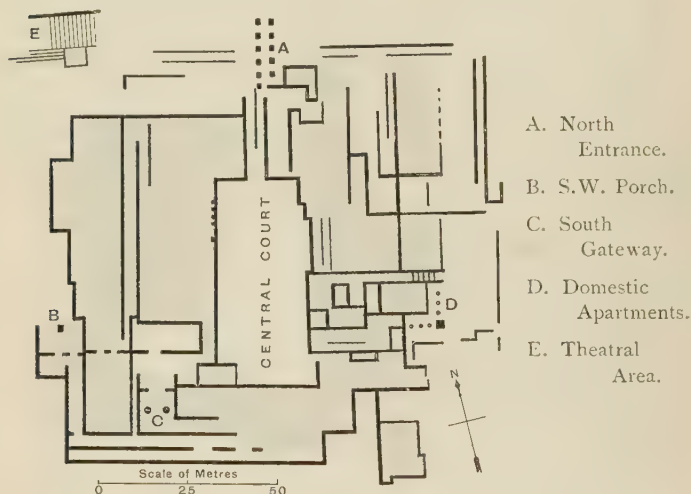 E
A
CENTRAL COURT
B
C
D
N
Scale of Metres
0 25 50
A. North
Entrance.
B. S.W. Porch.
C. South
Gateway.
D. Domestic
Apartments.
E. Theatral
Area.